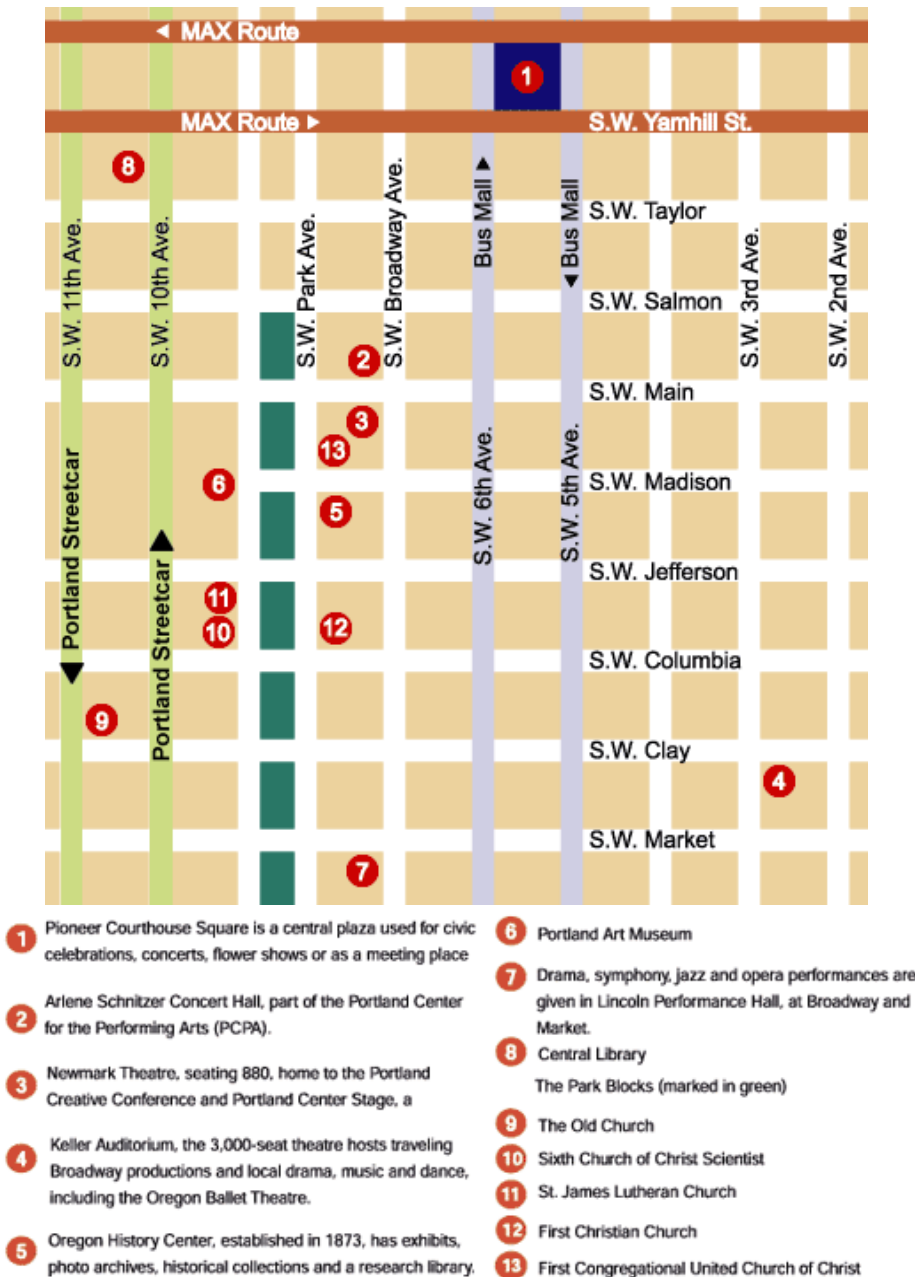 MAX Route
1
MAX Route
S.W. Yamhill St.
8
S.W. Taylor
S.W. 11th Ave.
S.W. 10th Ave.
S.W. Park Ave.
S.W. Broadway Ave.
Bus Mall
Bus Mall
S.W. 3rd Ave.
S.W. 2nd Ave.
S.W. Salmon
2
S.W. Main
3
13
6
S.W. Madison
5
S.W. 6th Ave.
S.W. 5th Ave.
Portland Streetcar
Portland Streetcar
S.W. Jefferson
11
10
12
S.W. Columbia
9
S.W. Clay
4
S.W. Market
7
1 Pioneer Courthouse Square is a central plaza used for civic
celebrations, concerts, flower shows or as a meeting place
2 Arlene Schnitzer Concert Hall, part of the Portland Center
for the Performing Arts (PCPA).
3 Newmark Theatre, seating 880, home to the Portland
Creative Conference and Portland Center Stage, a
4 Keller Auditorium, the 3,000-seat theatre hosts traveling
Broadway productions and local drama, music and dance,
including the Oregon Ballet Theatre.
5 Oregon History Center, established in 1873, has exhibits,
photo archives, historical collections and a research library.
6 Portland Art Museum
7 Drama, symphony, jazz and opera performances are
given in Lincoln Performance Hall, at Broadway and
Market.
8 Central Library
The Park Blocks (marked in green)
9 The Old Church
10 Sixth Church of Christ Scientist
11 St. James Lutheran Church
12 First Christian Church
13 First Congregational United Church of Christ